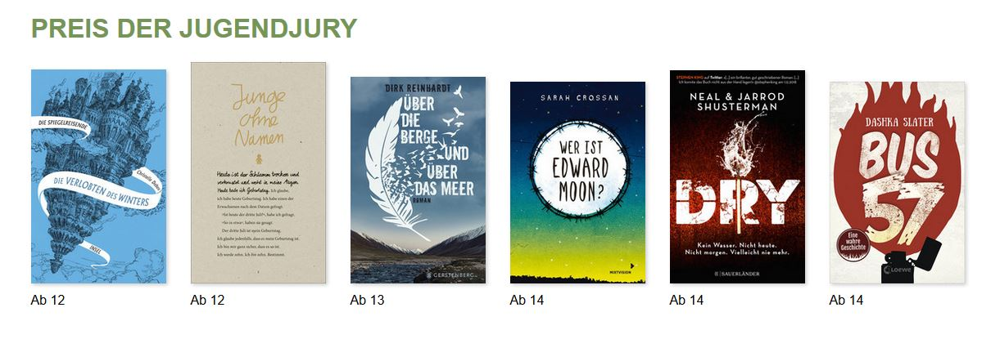 PREIS DER JUGENDJURY
DIE SPIEGELREISENDE
Christelle Dabos
DIE VERLOBTEN DES WINTERS
INSEL
Ab 12
Junge
ohne
Namen
Heute ist der Schlamm trocken und
verkrustet und weht in meine Augen.
Heute habe ich Geburtstag. Ich glaube,
ich habe heute Geburtstag. Ich habe einen der
Erwachsenen nach dem Datum gefragt.
»Ist heute der dritte Juli?«, habe ich gefragt.
»So in etwa«, haben sie gesagt.
Der dritte Juli ist mein Geburtstag.
Ich glaube jedenfalls, dass es mein Geburtstag ist.
Ich bin mir ganz sicher, dass es so ist.
Ich werde zehn. Ich bin zehn. Bestimmt.
Ab 12
DIRK REINHARDT
ÜBER
DIE
BERGE
UND
ÜBER
DAS MEER
ROMAN
GERSTENBERG
Ab 13
SARAH CROSSAN
WER IST
EDWARD
MOON?
MIXTVISION
Ab 14
STEPHEN KING auf Twitter: »[...] ein brillanter, gut geschriebener Roman. [...]
Ich konnte das Buch nicht aus der Hand legen!« @stephenking am 1.12.2018
NEAL & JARROD
SHUSTERMAN
DRY
Kein Wasser. Nicht heute.
Nicht morgen. Vielleicht nie mehr.
SAUERLÄNDER
Ab 14
DASHKA SLATER
BUS
57
Eine
wahre
Geschichte
LOEWE
Ab 14